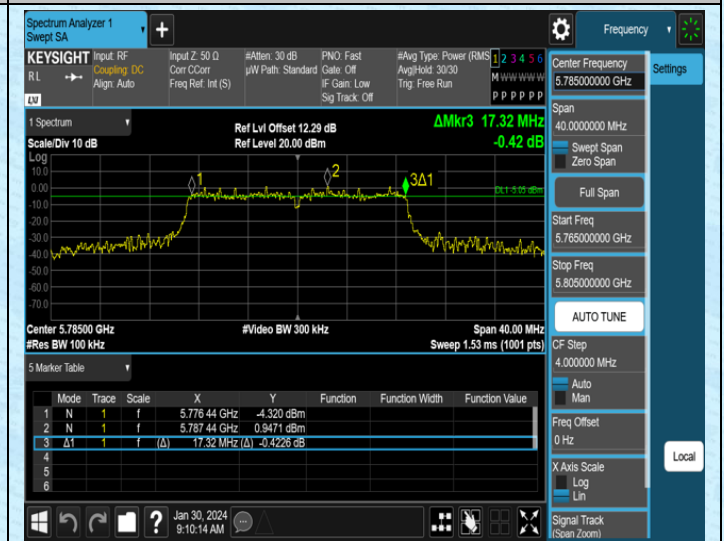 Spectrum Analyzer 1
Swept SA
+
Frequency
KEYSIGHT
RL
LXI
Input: RF
Coupling: DC
Align: Auto
Input Z: 50 Ω
Corr CCorr
Freq Ref: Int (S)
#Atten: 30 dB
µW Path: Standard
PNO: Fast
Gate: Off
IF Gain: Low
Sig Track: Off
#Avg Type: Power (RMS
Avg|Hold: 30/30
Trig: Free Run
1 2 3 4 5 6
M W W W W W
P P P P P P
1 Spectrum
Scale/Div 10 dB
Ref Lvl Offset 12.29 dB
Ref Level 20.00 dBm
ΔMkr3 17.32 MHz
-0.42 dB
Log
10.0
0.00
-10.0
-20.0
-30.0
-40.0
-50.0
-60.0
-70.0
1
2
3Δ1
DL1 -5.05 dBm
Center 5.78500 GHz
#Res BW 100 kHz
#Video BW 300 kHz
Span 40.00 MHz
Sweep 1.53 ms (1001 pts)
5 Marker Table
Mode Trace Scale X Y Function Function Width Function Value
1 N 1 f 5.776 44 GHz -4.320 dBm
2 N 1 f 5.787 44 GHz 0.9471 dBm
3 Δ1 1 f (Δ) 17.32 MHz (Δ) -0.4226 dB
4
5
6
Jan 30, 2024
9:10:14 AM
?
Center Frequency
5.785000000 GHz
Span
40.0000000 MHz
Swept Span
Zero Span
Full Span
Start Freq
5.765000000 GHz
Stop Freq
5.805000000 GHz
AUTO TUNE
CF Step
4.000000 MHz
Auto
Man
Freq Offset
0 Hz
X Axis Scale
Log
Lin
Signal Track
(Span Zoom)
Settings
Local